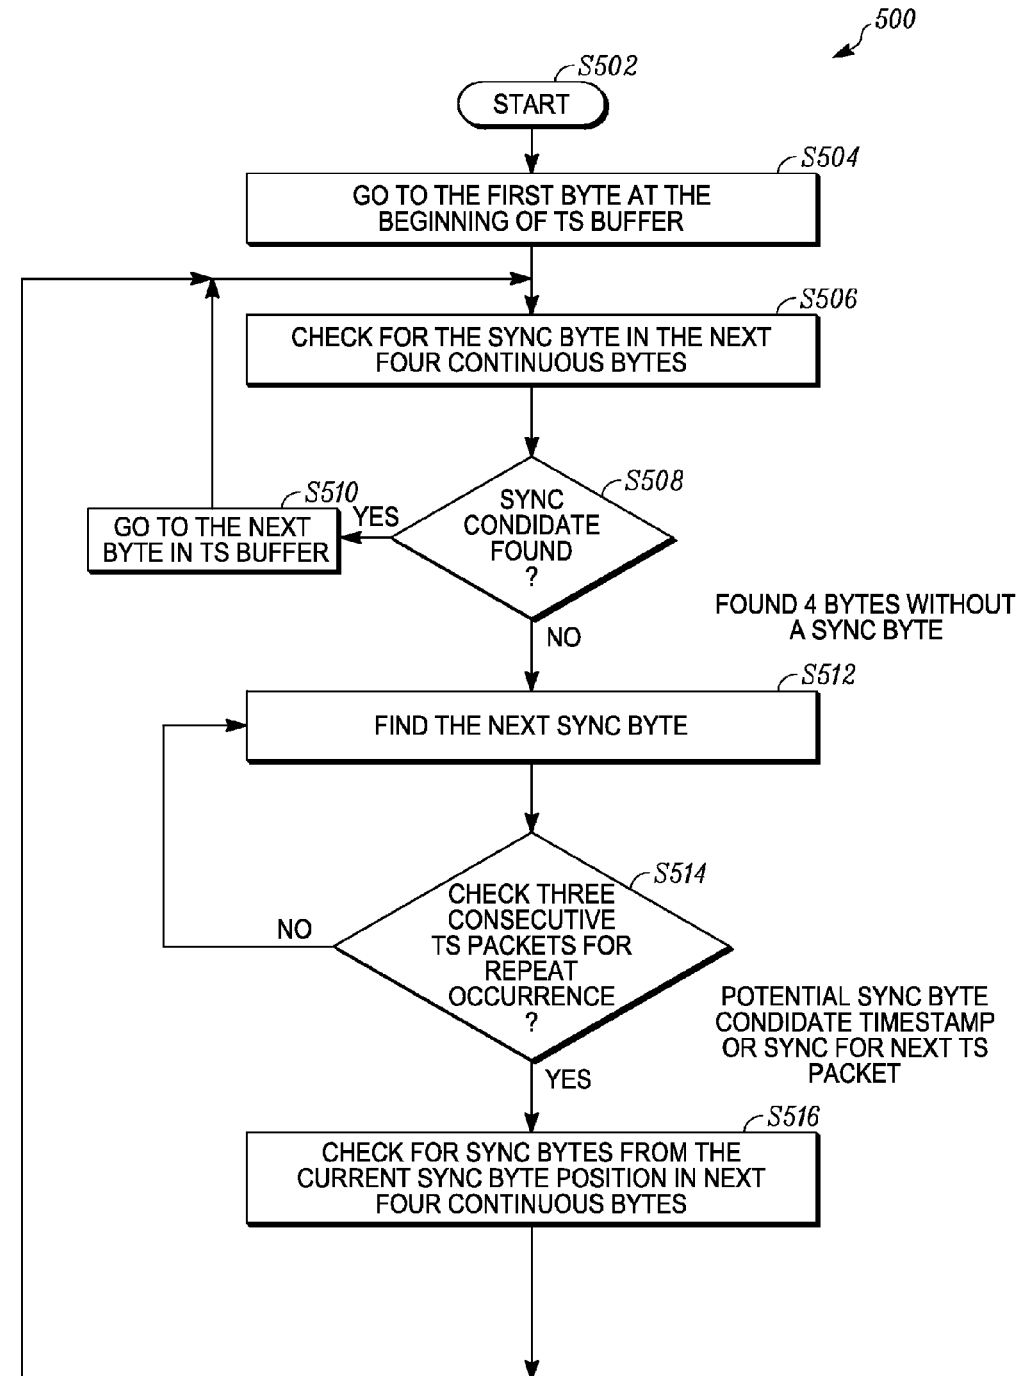 500
S502
START
S504
GO TO THE FIRST BYTE AT THE
BEGINNING OF TS BUFFER
S506
CHECK FOR THE SYNC BYTE IN THE NEXT
FOUR CONTINUOUS BYTES
S508
SYNC
CONDIDATE
FOUND
?
S510
YES
GO TO THE NEXT
BYTE IN TS BUFFER
FOUND 4 BYTES WITHOUT
A SYNC BYTE
NO
S512
FIND THE NEXT SYNC BYTE
S514
CHECK THREE
CONSECUTIVE
TS PACKETS FOR
REPEAT
OCCURRENCE
?
NO
POTENTIAL SYNC BYTE
CONDIDATE TIMESTAMP
OR SYNC FOR NEXT TS
PACKET
YES
S516
CHECK FOR SYNC BYTES FROM THE
CURRENT SYNC BYTE POSITION IN NEXT
FOUR CONTINUOUS BYTES